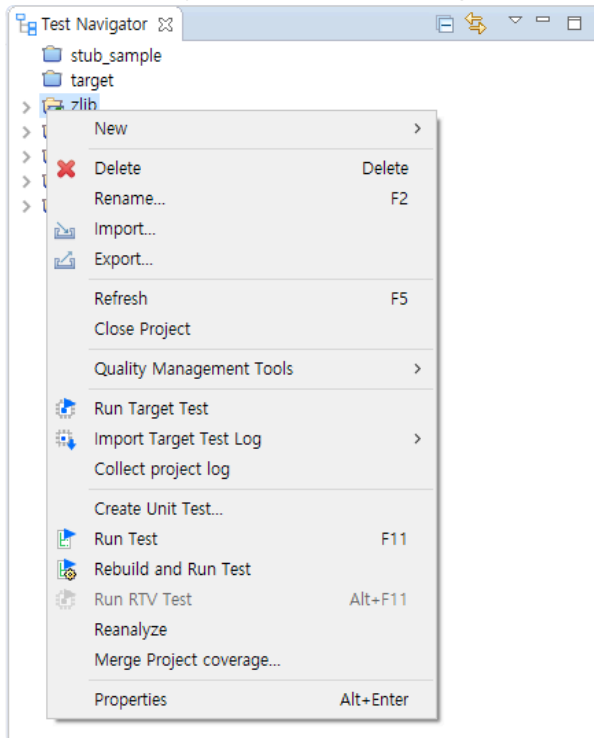 Test Navigator
stub_sample
target
zlib
New
Delete Delete
Rename... F2
Import...
Export...
Refresh F5
Close Project
Quality Management Tools
Run Target Test
Import Target Test Log
Collect project log
Create Unit Test...
Run Test F11
Rebuild and Run Test
Run RTV Test Alt+F11
Reanalyze
Merge Project coverage...
Properties Alt+Enter